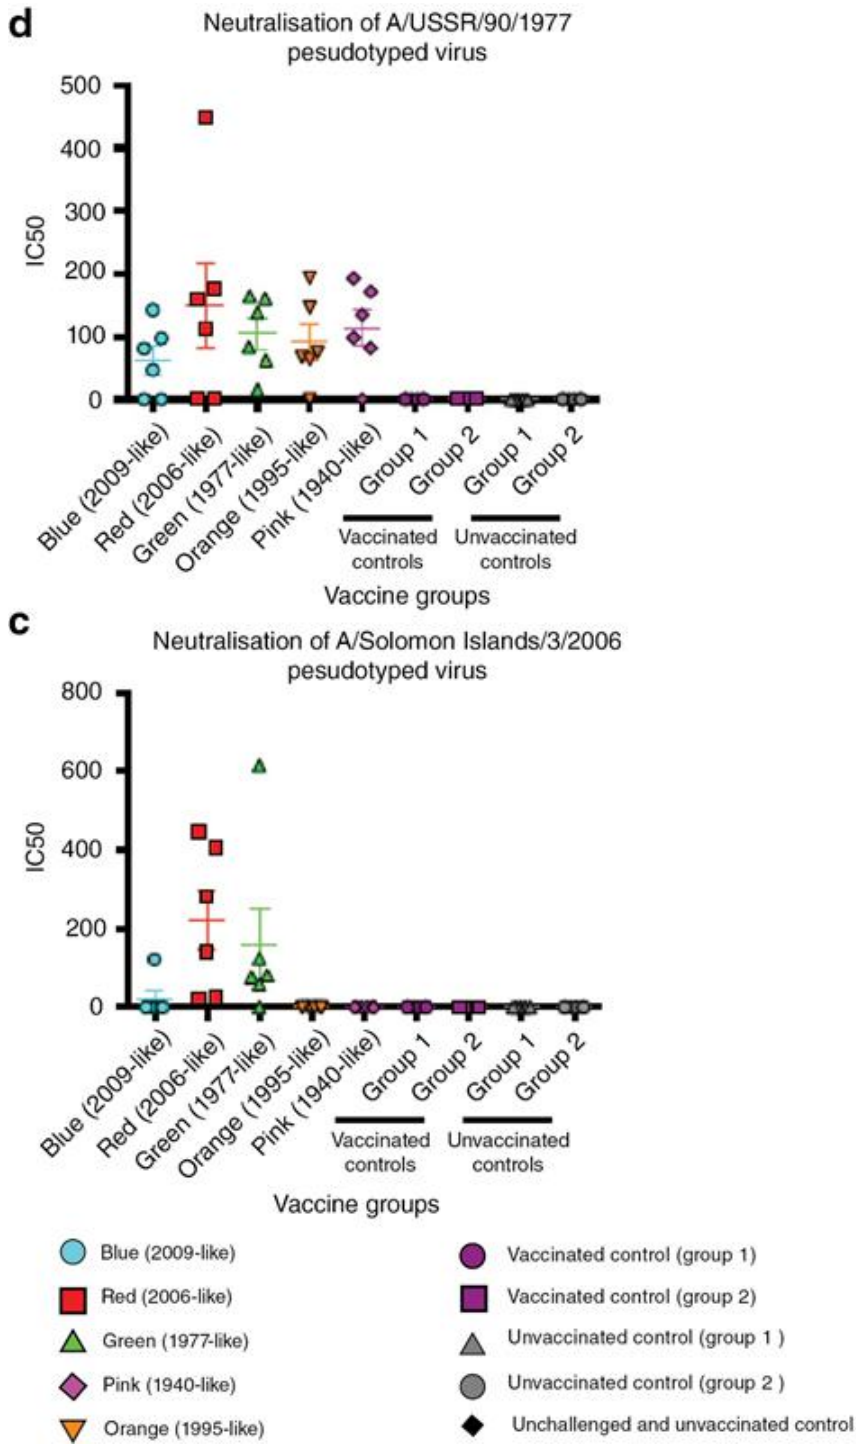 d
Neutralisation of A/USSR/90/1977
pesudotyped virus
500
400
300
200
100
0
IC50
Blue (2009-like)
Red (2006-like)
Green (1977-like)
Orange (1995-like)
Pink (1940-like)
Group 1
Group 2
Group 1
Group 2
Vaccinated
controls
Unvaccinated
controls
Vaccine groups
c
Neutralisation of A/Solomon Islands/3/2006
pesudotyped virus
800
600
400
200
0
IC50
Blue (2009-like)
Red (2006-like)
Green (1977-like)
Orange (1995-like)
Pink (1940-like)
Group 1
Group 2
Group 1
Group 2
Vaccinated
controls
Unvaccinated
controls
Vaccine groups
Blue (2009-like)
Red (2006-like)
Green (1977-like)
Pink (1940-like)
Orange (1995-like)
Vaccinated control (group 1)
Vaccinated control (group 2)
Unvaccinated control (group 1 )
Unvaccinated control (group 2 )
Unchallenged and unvaccinated control